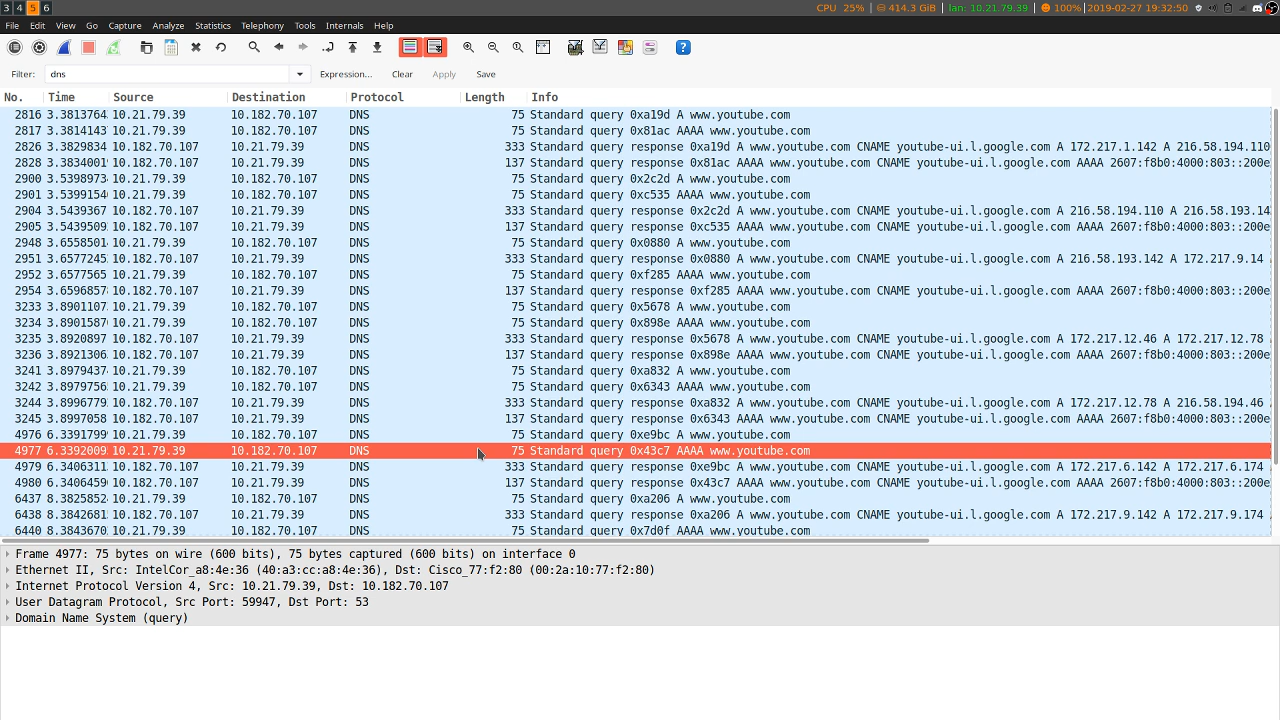 3 4 5 6 CPU 25% | 414.3 GiB | lan: 10.21.79.39 | 100% | 2019-02-27 19:32:50
File Edit View Go Capture Analyze Statistics Telephony Tools Internals Help
Filter: dns Expression... Clear Apply Save
No. Time Source Destination Protocol Length Info
2816 3.3813764 10.21.79.39 10.182.70.107 DNS 75 Standard query 0xa19d A www.youtube.com
2817 3.3814143 10.21.79.39 10.182.70.107 DNS 75 Standard query 0x81ac AAAA www.youtube.com
2826 3.3829834 10.182.70.107 10.21.79.39 DNS 333 Standard query response 0xa19d A www.youtube.com CNAME youtube-ui.l.google.com A 172.217.1.142 A 216.58.194.110
2828 3.3834001 10.182.70.107 10.21.79.39 DNS 137 Standard query response 0x81ac AAAA www.youtube.com CNAME youtube-ui.l.google.com AAAA 2607:f8b0:4000:803::200e
2900 3.5398973 10.21.79.39 10.182.70.107 DNS 75 Standard query 0x2c2d A www.youtube.com
2901 3.5399154 10.21.79.39 10.182.70.107 DNS 75 Standard query 0xc535 AAAA www.youtube.com
2904 3.5439367 10.182.70.107 10.21.79.39 DNS 333 Standard query response 0x2c2d A www.youtube.com CNAME youtube-ui.l.google.com A 216.58.194.110 A 216.58.193.14
2905 3.5439509 10.182.70.107 10.21.79.39 DNS 137 Standard query response 0xc535 AAAA www.youtube.com CNAME youtube-ui.l.google.com AAAA 2607:f8b0:4000:803::200e
2948 3.6558501 10.21.79.39 10.182.70.107 DNS 75 Standard query 0x0880 A www.youtube.com
2951 3.6577245 10.182.70.107 10.21.79.39 DNS 333 Standard query response 0x0880 A www.youtube.com CNAME youtube-ui.l.google.com A 216.58.193.142 A 172.217.9.14
2952 3.6577565 10.21.79.39 10.182.70.107 DNS 75 Standard query 0xf285 AAAA www.youtube.com
2954 3.6596857 10.182.70.107 10.21.79.39 DNS 137 Standard query response 0xf285 AAAA www.youtube.com CNAME youtube-ui.l.google.com AAAA 2607:f8b0:4000:803::200e
3233 3.8901107 10.21.79.39 10.182.70.107 DNS 75 Standard query 0x5678 A www.youtube.com
3234 3.8901587 10.21.79.39 10.182.70.107 DNS 75 Standard query 0x898e AAAA www.youtube.com
3235 3.8920897 10.182.70.107 10.21.79.39 DNS 333 Standard query response 0x5678 A www.youtube.com CNAME youtube-ui.l.google.com A 172.217.12.46 A 172.217.12.78
3236 3.8921306 10.182.70.107 10.21.79.39 DNS 137 Standard query response 0x898e AAAA www.youtube.com CNAME youtube-ui.l.google.com AAAA 2607:f8b0:4000:803::200e
3241 3.8979437 10.21.79.39 10.182.70.107 DNS 75 Standard query 0xa832 A www.youtube.com
3242 3.8979756 10.21.79.39 10.182.70.107 DNS 75 Standard query 0x6343 AAAA www.youtube.com
3244 3.8996779 10.182.70.107 10.21.79.39 DNS 333 Standard query response 0xa832 A www.youtube.com CNAME youtube-ui.l.google.com A 172.217.12.78 A 216.58.194.46
3245 3.8997058 10.182.70.107 10.21.79.39 DNS 137 Standard query response 0x6343 AAAA www.youtube.com CNAME youtube-ui.l.google.com AAAA 2607:f8b0:4000:803::200e
4976 6.3391799 10.21.79.39 10.182.70.107 DNS 75 Standard query 0xe9bc A www.youtube.com
4977 6.3392009 10.21.79.39 10.182.70.107 DNS 75 Standard query 0x43c7 AAAA www.youtube.com
4979 6.3406311 10.182.70.107 10.21.79.39 DNS 333 Standard query response 0xe9bc A www.youtube.com CNAME youtube-ui.l.google.com A 172.217.6.142 A 172.217.6.174
4980 6.3406459 10.182.70.107 10.21.79.39 DNS 137 Standard query response 0x43c7 AAAA www.youtube.com CNAME youtube-ui.l.google.com AAAA 2607:f8b0:4000:803::200e
6437 8.3825852 10.21.79.39 10.182.70.107 DNS 75 Standard query 0xa206 A www.youtube.com
6438 8.3842681 10.182.70.107 10.21.79.39 DNS 333 Standard query response 0xa206 A www.youtube.com CNAME youtube-ui.l.google.com A 172.217.9.142 A 172.217.9.174
6440 8.3843670 10.21.79.39 10.182.70.107 DNS 75 Standard query 0x7d0f AAAA www.youtube.com
Frame 4977: 75 bytes on wire (600 bits), 75 bytes captured (600 bits) on interface 0
Ethernet II, Src: IntelCor_a8:4e:36 (40:a3:cc:a8:4e:36), Dst: Cisco_77:f2:80 (00:2a:10:77:f2:80)
Internet Protocol Version 4, Src: 10.21.79.39, Dst: 10.182.70.107
User Datagram Protocol, Src Port: 59947, Dst Port: 53
Domain Name System (query)